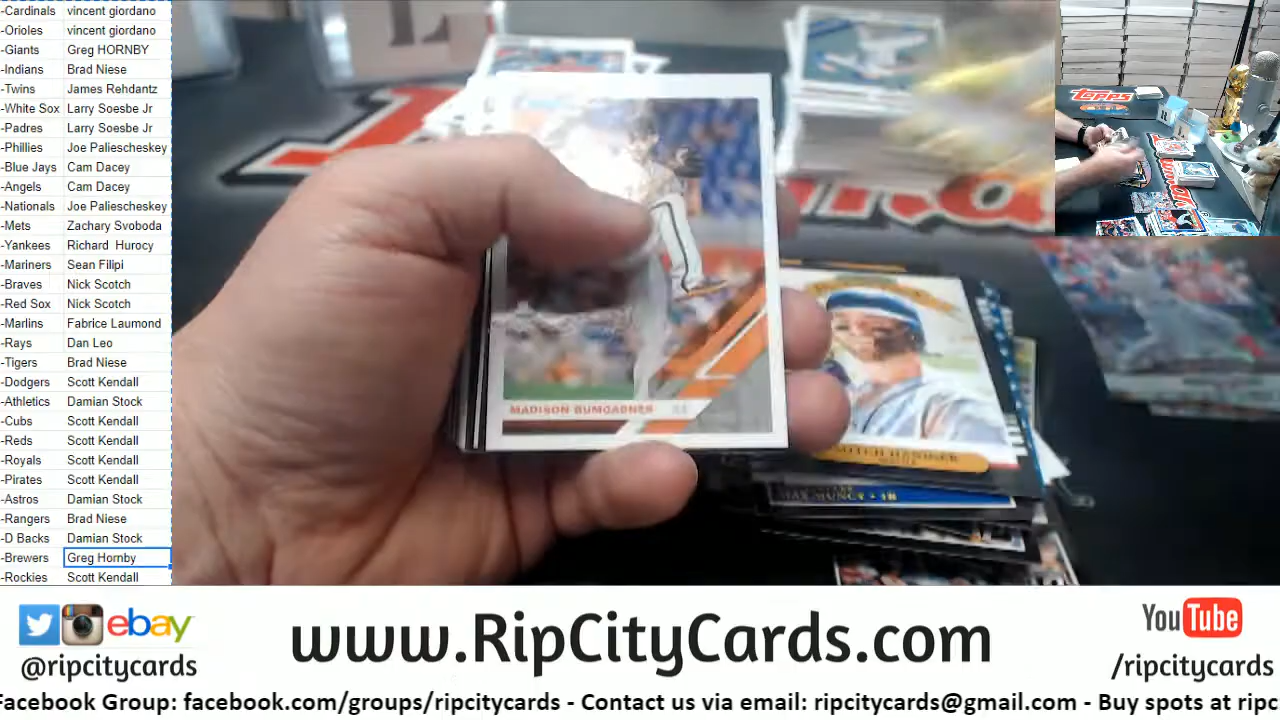 -Cardinals vincent giordano
-Orioles vincent giordano
-Giants Greg HORNBY
-Indians Brad Niese
-Twins James Rehdantz
-White Sox Larry Soesbe Jr
-Padres Larry Soesbe Jr
-Phillies Joe Paliescheskey
-Blue Jays Cam Dacey
-Angels Cam Dacey
-Nationals Joe Paliescheskey
-Mets Zachary Svoboda
-Yankees Richard Hurocy
-Mariners Sean Filipi
-Braves Nick Scotch
-Red Sox Nick Scotch
-Marlins Fabrice Laumond
-Rays Dan Leo
-Tigers Brad Niese
-Dodgers Scott Kendall
-Athletics Damian Stock
-Cubs Scott Kendall
-Reds Scott Kendall
-Royals Scott Kendall
-Pirates Scott Kendall
-Astros Damian Stock
-Rangers Brad Niese
-D Backs Damian Stock
-Brewers Greg Hornby
-Rockies Scott Kendall
MADISON BUMGARNER
MITCH HANIGER
MAX MUNCY • 1B
TOPPS
ebay
@ripcitycards
www.RipCityCards.com
YouTube
/ripcitycards
Facebook Group: facebook.com/groups/ripcitycards - Contact us via email: ripcitycards@gmail.com - Buy spots at ripc